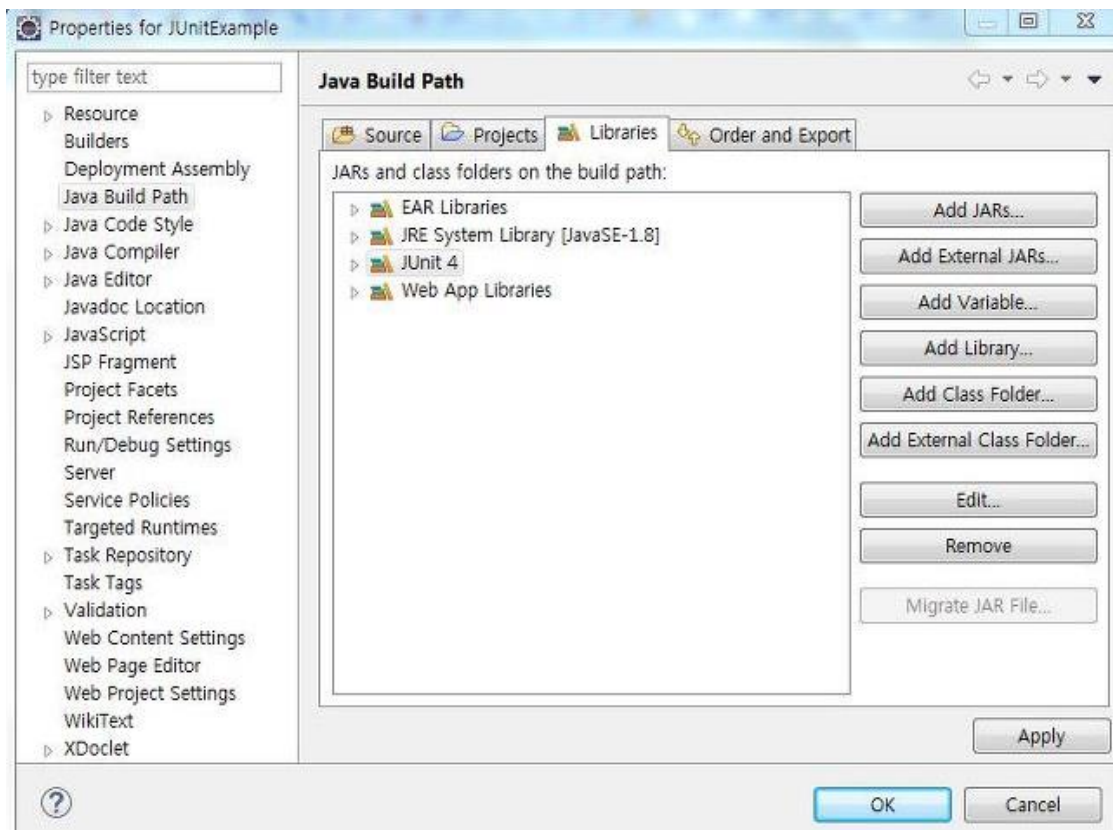 Properties for JUnitExample
type filter text
Resource
Builders
Deployment Assembly
Java Build Path
Java Code Style
Java Compiler
Java Editor
Javadoc Location
JavaScript
JSP Fragment
Project Facets
Project References
Run/Debug Settings
Server
Service Policies
Targeted Runtimes
Task Repository
Task Tags
Validation
Web Content Settings
Web Page Editor
Web Project Settings
WikiText
XDoclet
Java Build Path
Source Projects Libraries Order and Export
JARs and class folders on the build path:
EAR Libraries
JRE System Library [JavaSE-1.8]
JUnit 4
Web App Libraries
Add JARs...
Add External JARs...
Add Variable...
Add Library...
Add Class Folder...
Add External Class Folder...
Edit...
Remove
Migrate JAR File...
Apply
OK Cancel